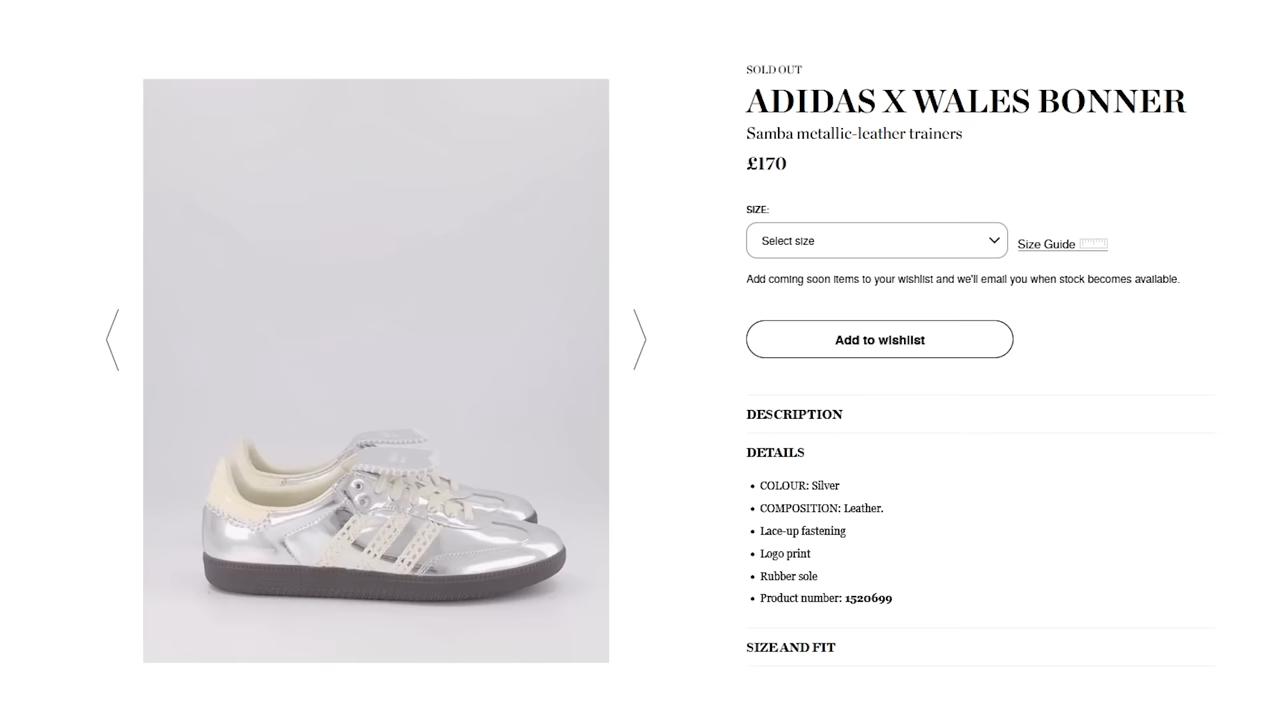 SOLD OUT
ADIDAS X WALES BONNER
Samba metallic-leather trainers
£170
SIZE:
Select size
Size Guide
Add coming soon items to your wishlist and we'll email you when stock becomes available.
Add to wishlist
DESCRIPTION
DETAILS
• COLOUR: Silver
• COMPOSITION: Leather.
• Lace-up fastening
• Logo print
• Rubber sole
• Product number: 1520699
SIZE AND FIT